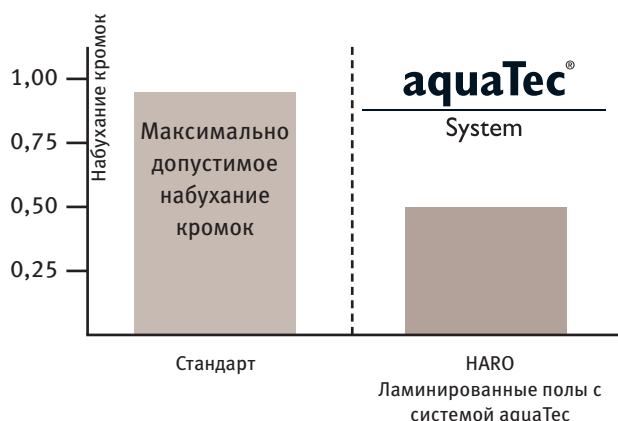 Набухание кромок
1,00
0,75
0,50
0,25
Максимально
допустимое
набухание
кромок
aquaTec®
System
Стандарт
HARO
Ламинированные полы с
системой aquaTec